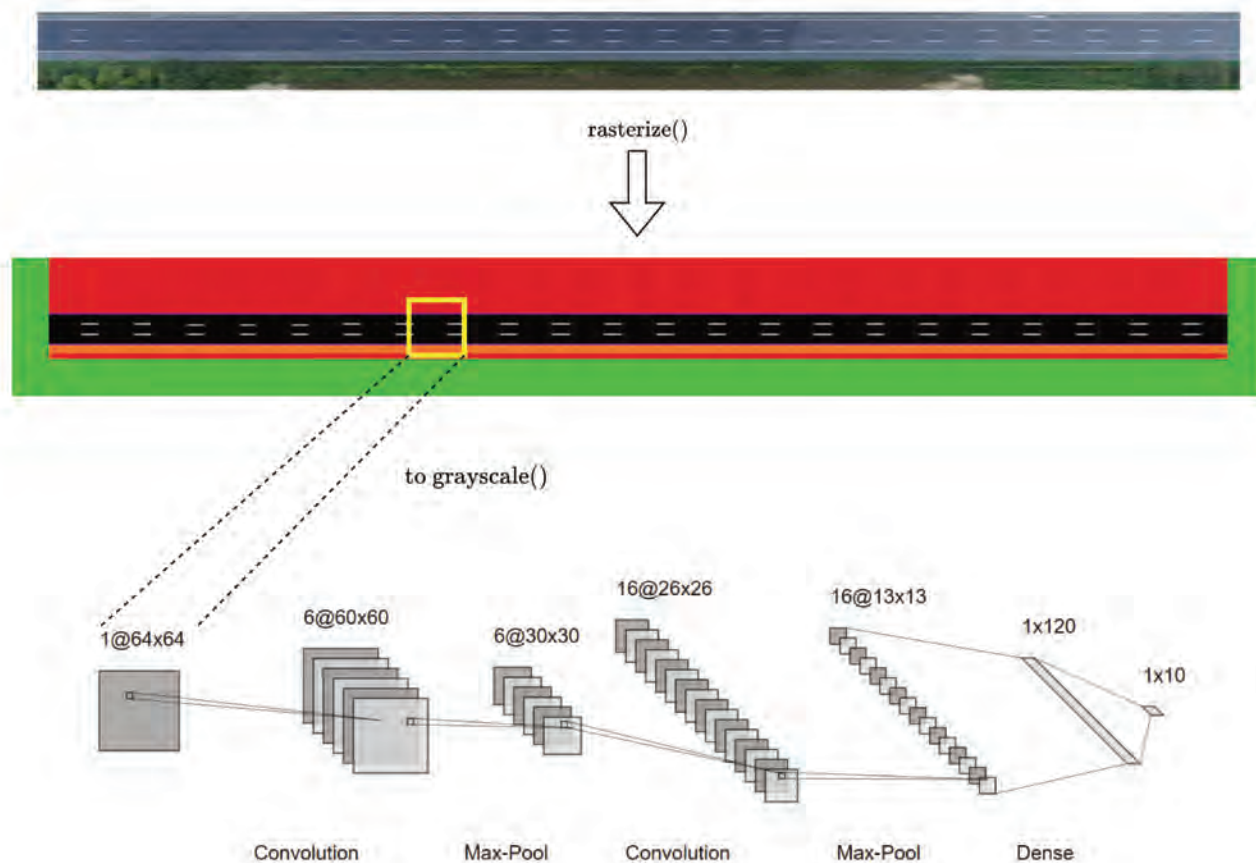 rasterize()
to grayscale()
1@64x64
6@60x60
6@30x30
16@26x26
16@13x13
1x120
1x10
Convolution
Max-Pool
Convolution
Max-Pool
Dense